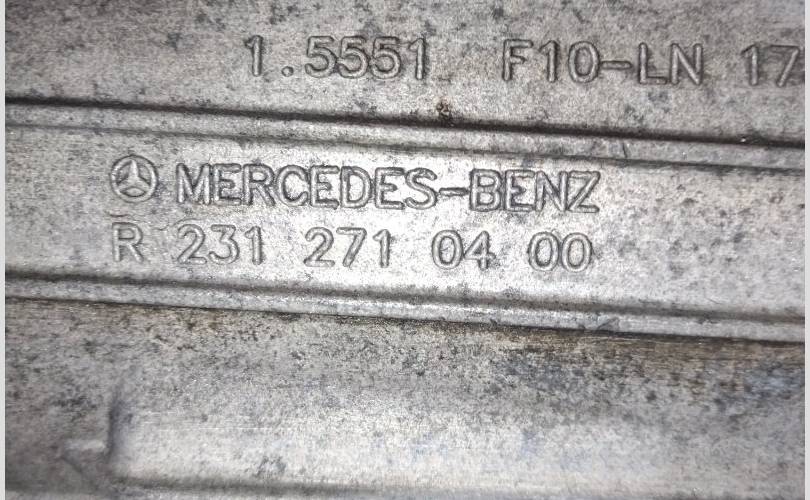 1.5551 F10-LN 17
MERCEDES-BENZ
R 231 271 04 00